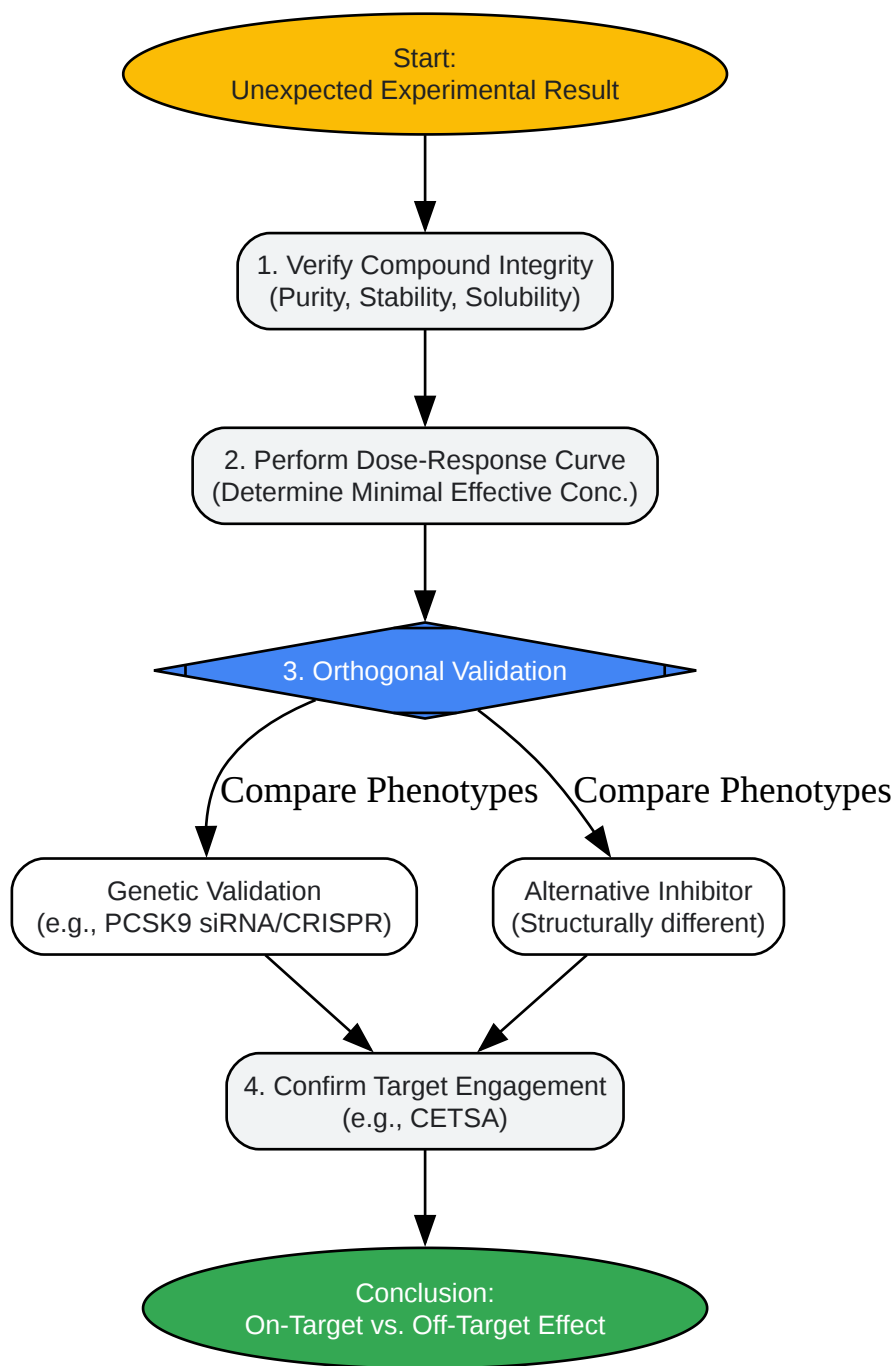 Start:
Unexpected Experimental Result
1. Verify Compound Integrity
(Purity, Stability, Solubility)
2. Perform Dose-Response Curve
(Determine Minimal Effective Conc.)
3. Orthogonal Validation
Compare Phenotypes
Compare Phenotypes
Genetic Validation
(e.g., PCSK9 siRNA/CRISPR)
Alternative Inhibitor
(Structurally different)
4. Confirm Target Engagement
(e.g., CETSA)
Conclusion:
On-Target vs. Off-Target Effect